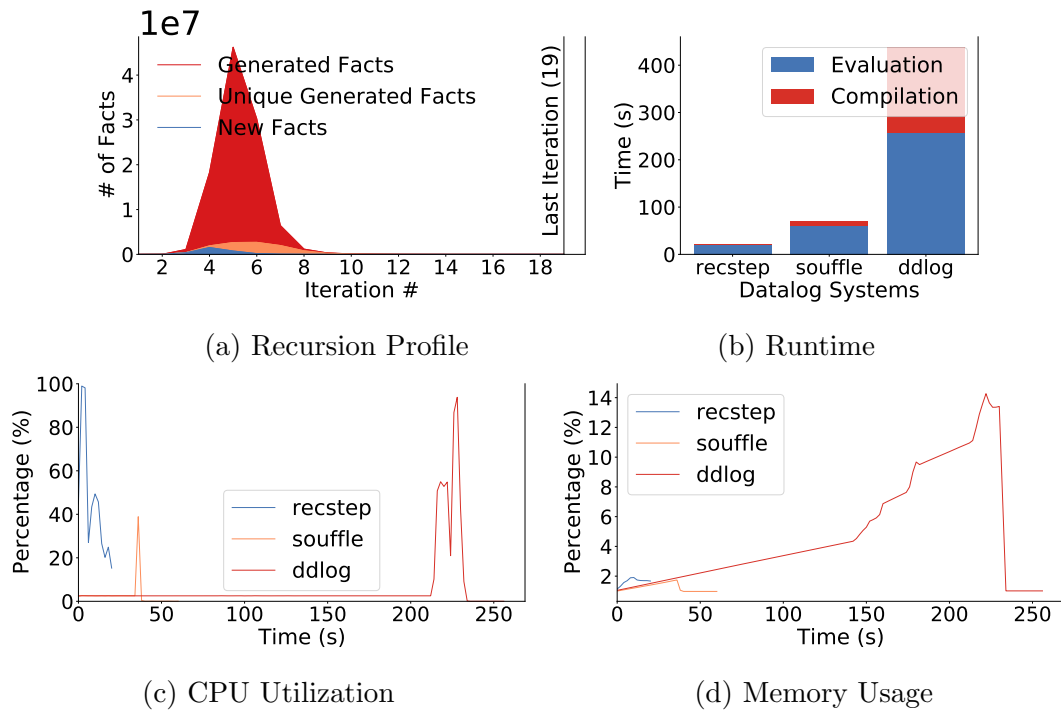 1e7
# of Facts
4
3
2
1
0
Generated Facts
Unique Generated Facts
New Facts
Last Iteration (19)
2 4 6 8 10 12 14 16 18
Iteration #
(a) Recursion Profile
Time (s)
400
300
200
100
0
Evaluation
Compilation
recstep souffle ddlog
Datalog Systems
(b) Runtime
Percentage (%)
100
80
60
40
20
0
recstep
souffle
ddlog
0 50 100 150 200 250
Time (s)
(c) CPU Utilization
Percentage (%)
14
12
10
8
6
4
2
recstep
souffle
ddlog
0 50 100 150 200 250
Time (s)
(d) Memory Usage